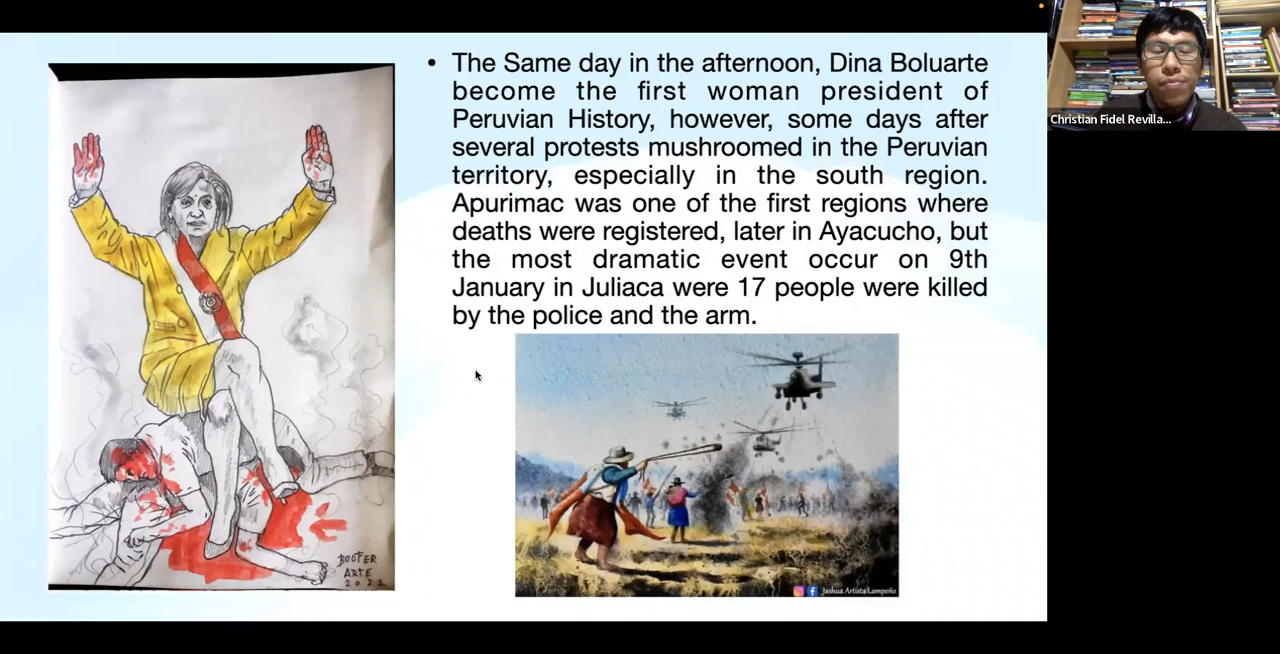 • The Same day in the afternoon, Dina Boluarte
become the first woman president of
Peruvian History, however, some days after
several protests mushroomed in the Peruvian
territory, especially in the south region.
Apurimac was one of the first regions where
deaths were registered, later in Ayacucho, but
the most dramatic event occur on 9th
January in Juliaca were 17 people were killed
by the police and the arm.
Christian Fidel Revilla...
BOOTER
ARTE
2022
Jashua Artista Lampeño